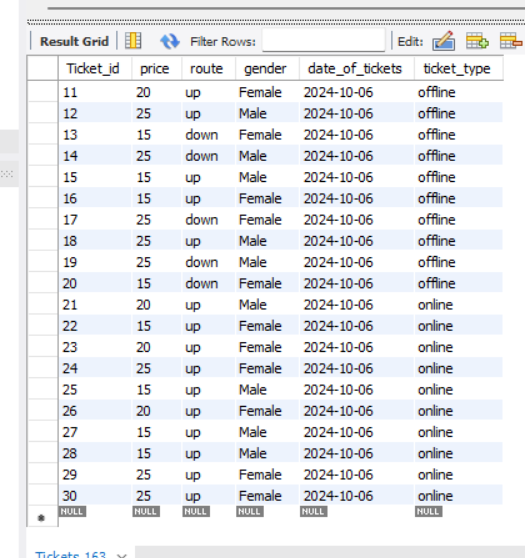 Result Grid Filter Rows: Edit:
Ticket_id price route gender date_of_tickets ticket_type
11 20 up Female 2024-10-06 offline
12 25 up Male 2024-10-06 offline
13 15 down Female 2024-10-06 offline
14 25 down Male 2024-10-06 offline
15 15 up Male 2024-10-06 offline
16 15 up Female 2024-10-06 offline
17 25 down Female 2024-10-06 offline
18 25 up Male 2024-10-06 offline
19 25 down Male 2024-10-06 offline
20 15 down Female 2024-10-06 offline
21 20 up Male 2024-10-06 online
22 15 up Female 2024-10-06 online
23 20 up Female 2024-10-06 online
24 25 up Female 2024-10-06 online
25 15 up Male 2024-10-06 online
26 20 up Female 2024-10-06 online
27 15 up Male 2024-10-06 online
28 15 up Male 2024-10-06 online
29 25 up Female 2024-10-06 online
30 25 up Female 2024-10-06 online
NULL NULL NULL NULL NULL NULL
Tickets 163